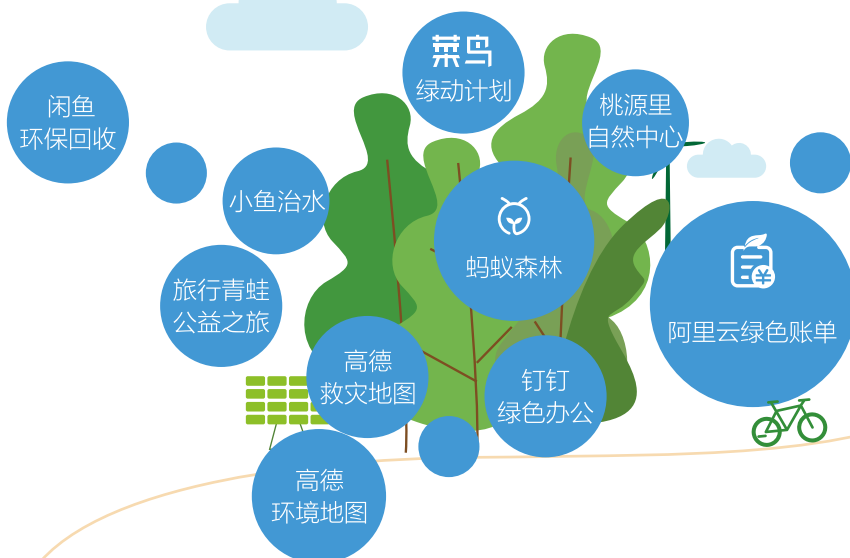 菜鸟
绿动计划
闲鱼
环保回收
桃源里
自然中心
小鱼治水
蚂蚁森林
旅行青蛙
公益之旅
¥
阿里云绿色账单
高德
救灾地图
钉钉
绿色办公
高德
环境地图